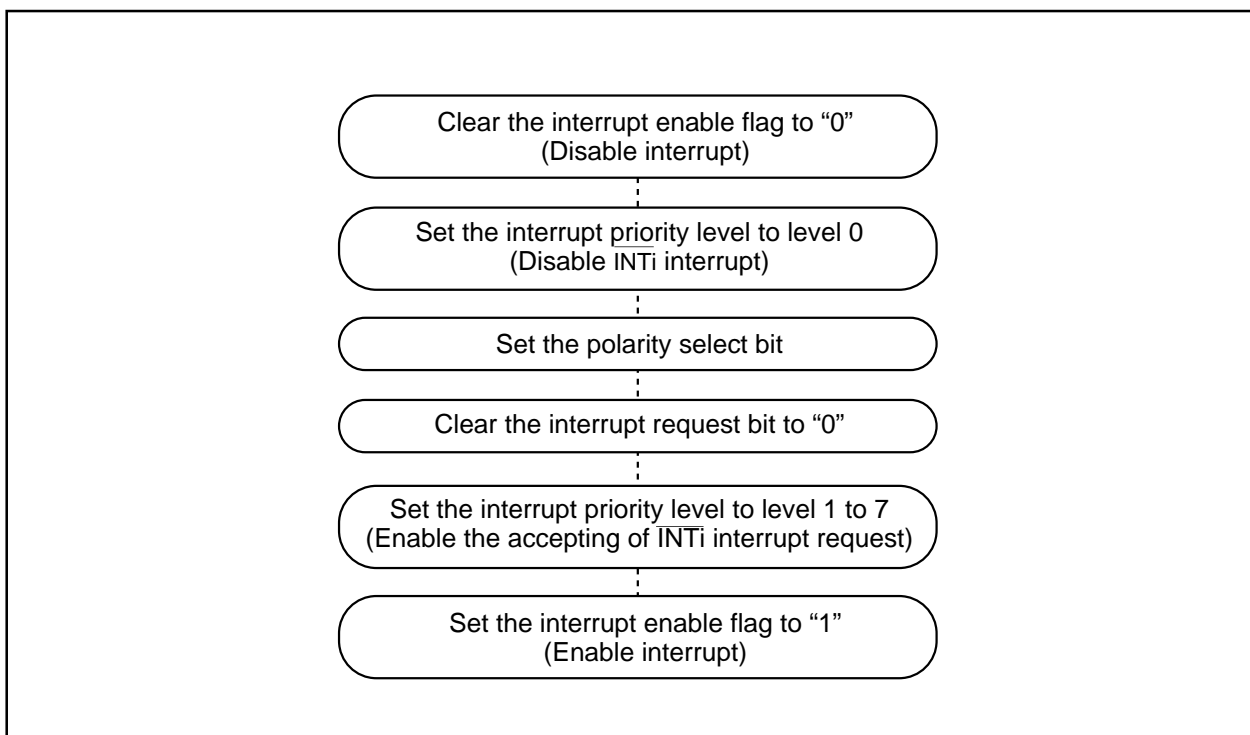 Clear the interrupt enable flag to “0”
(Disable interrupt)
Set the interrupt priority level to level 0
(Disable INTi interrupt)
Set the polarity select bit
Clear the interrupt request bit to “0”
Set the interrupt priority level to level 1 to 7
(Enable the accepting of INTi interrupt request)
Set the interrupt enable flag to “1”
(Enable interrupt)